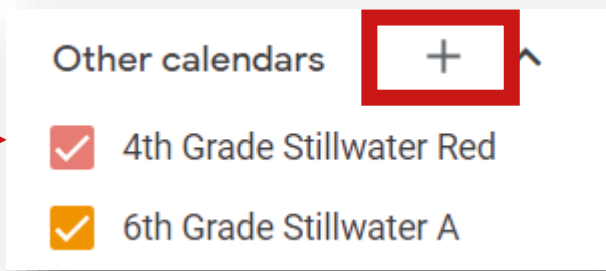 Other calendars
4th Grade Stillwater Red
6th Grade Stillwater A